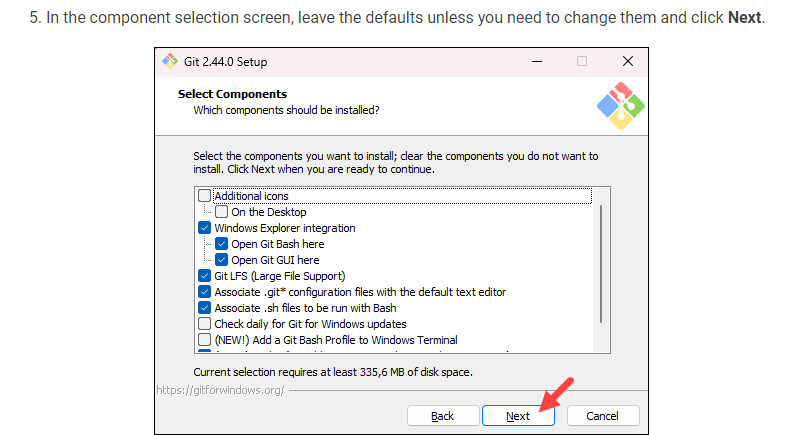 5. In the component selection screen, leave the defaults unless you need to change them and click Next.
Git 2.44.0 Setup
Select Components
Which components should be installed?
Select the components you want to install; clear the components you do not want to
install. Click Next when you are ready to continue.
Additional icons
On the Desktop
Windows Explorer integration
Open Git Bash here
Open Git GUI here
Git LFS (Large File Support)
Associate .git* configuration files with the default text editor
Associate .sh files to be run with Bash
Check daily for Git for Windows updates
(NEW!) Add a Git Bash Profile to Windows Terminal
Current selection requires at least 335,6 MB of disk space.
https://gitforwindows.org/
Back
Next
Cancel